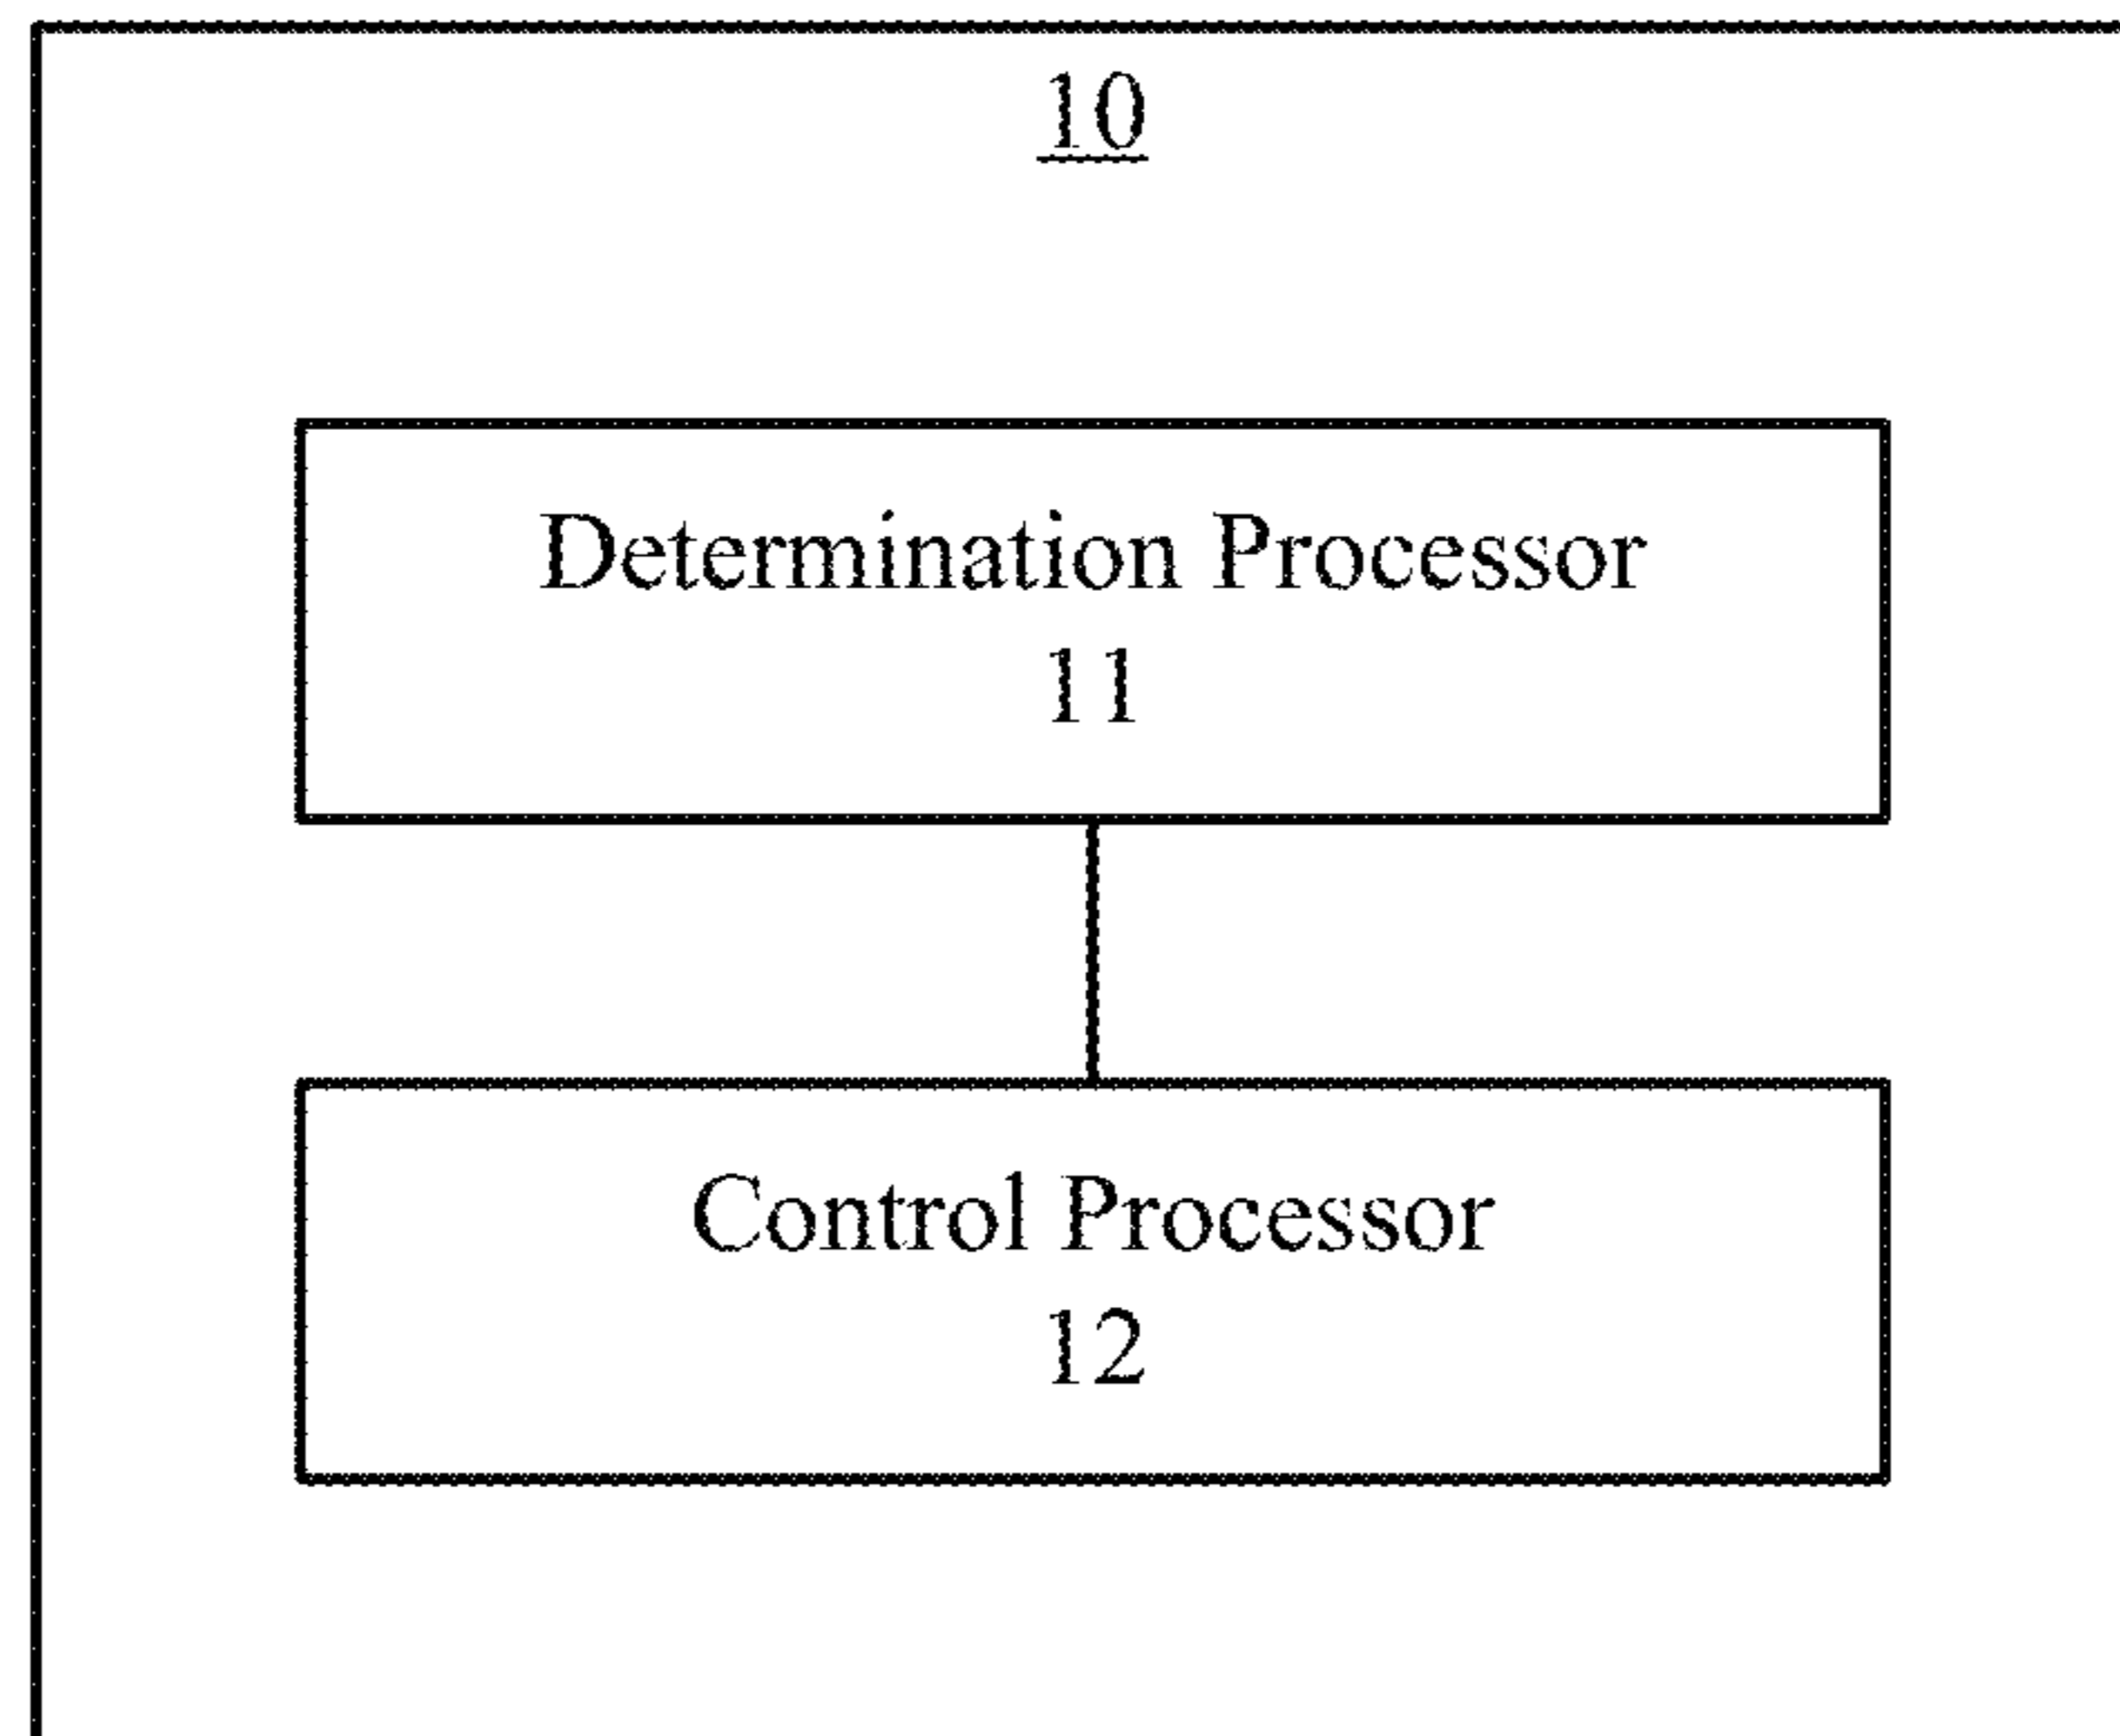 10
Determination Processor
11
Control Processor
12